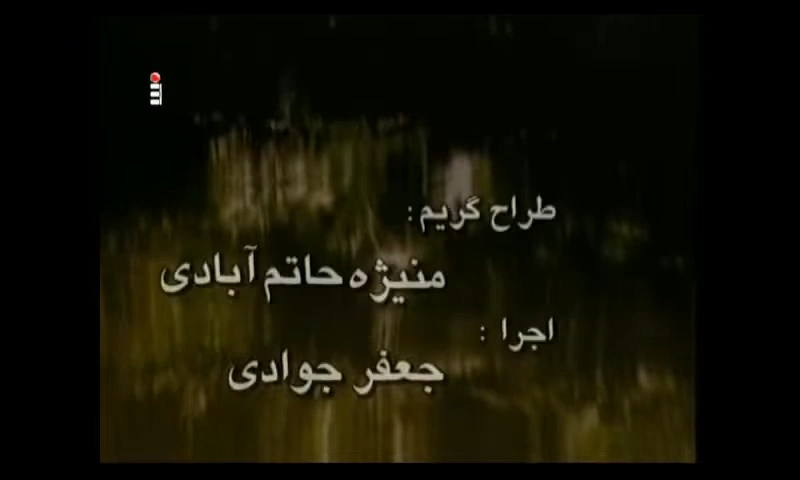 طراح گریم :
منیژه حاتم آبادی
اجرا :
جعفر جوادی